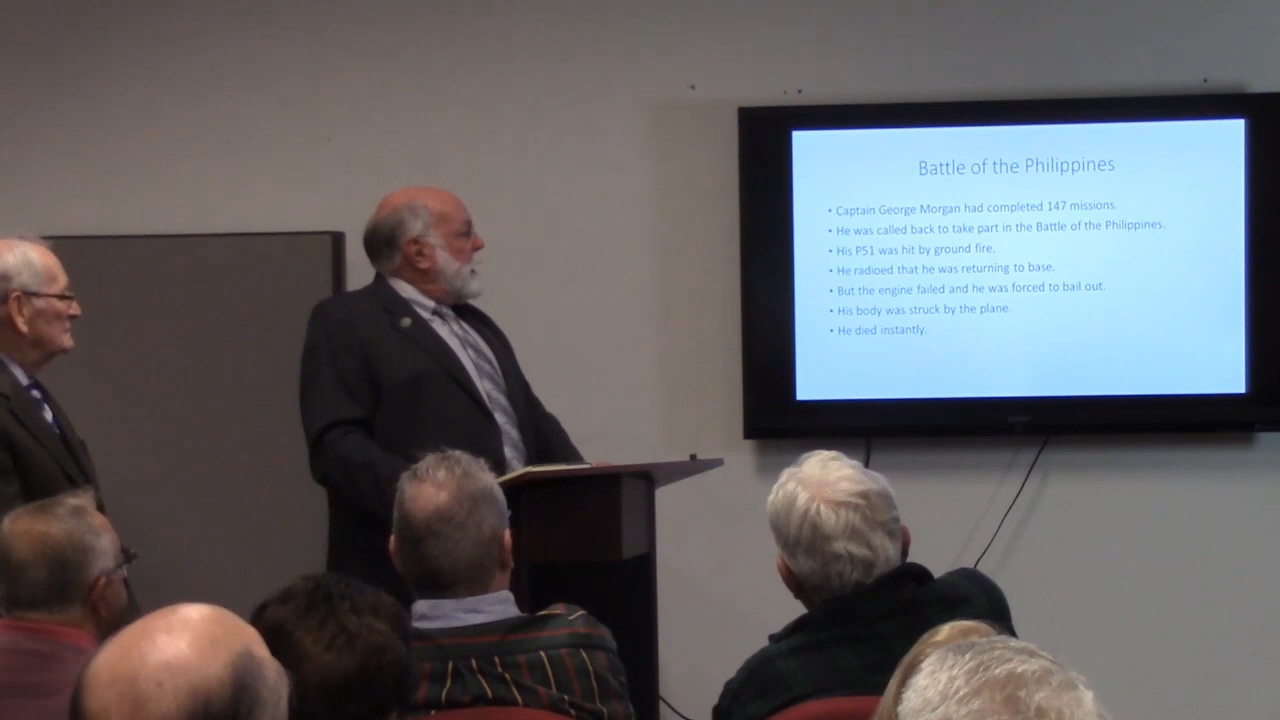 Battle of the Philippines
• Captain George Morgan had completed 147 missions.
• He was called back to take part in the Battle of the Philippines.
• His P51 was hit by ground fire.
• He radioed that he was returning to base.
• But the engine failed and he was forced to bail out.
• His body was struck by the plane.
• He died instantly.